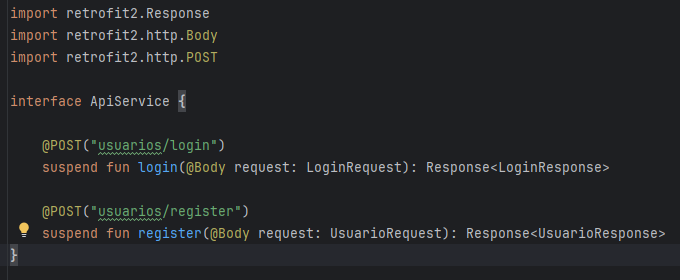 import retrofit2.Response
import retrofit2.http.Body
import retrofit2.http.POST
interface ApiService {
@POST("usuarios/login")
suspend fun login(@Body request: LoginRequest): Response<LoginResponse>
@POST("usuarios/register")
suspend fun register(@Body request: UsuarioRequest): Response<UsuarioResponse>
}